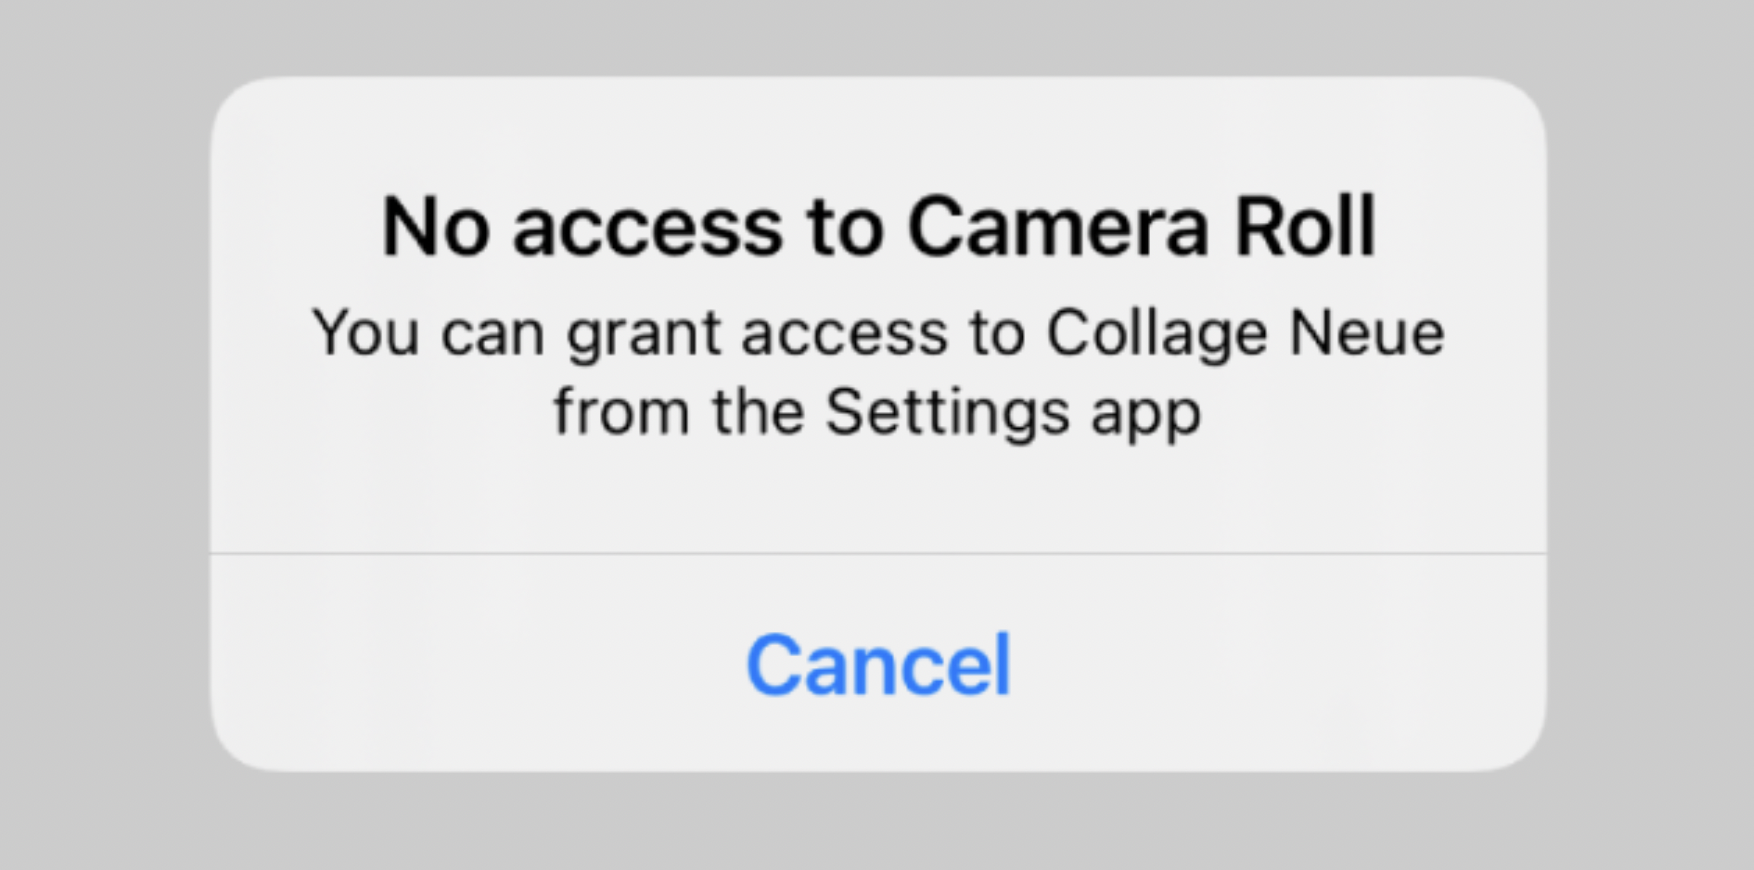 No access to Camera Roll
You can grant access to Collage Neue
from the Settings app
Cancel